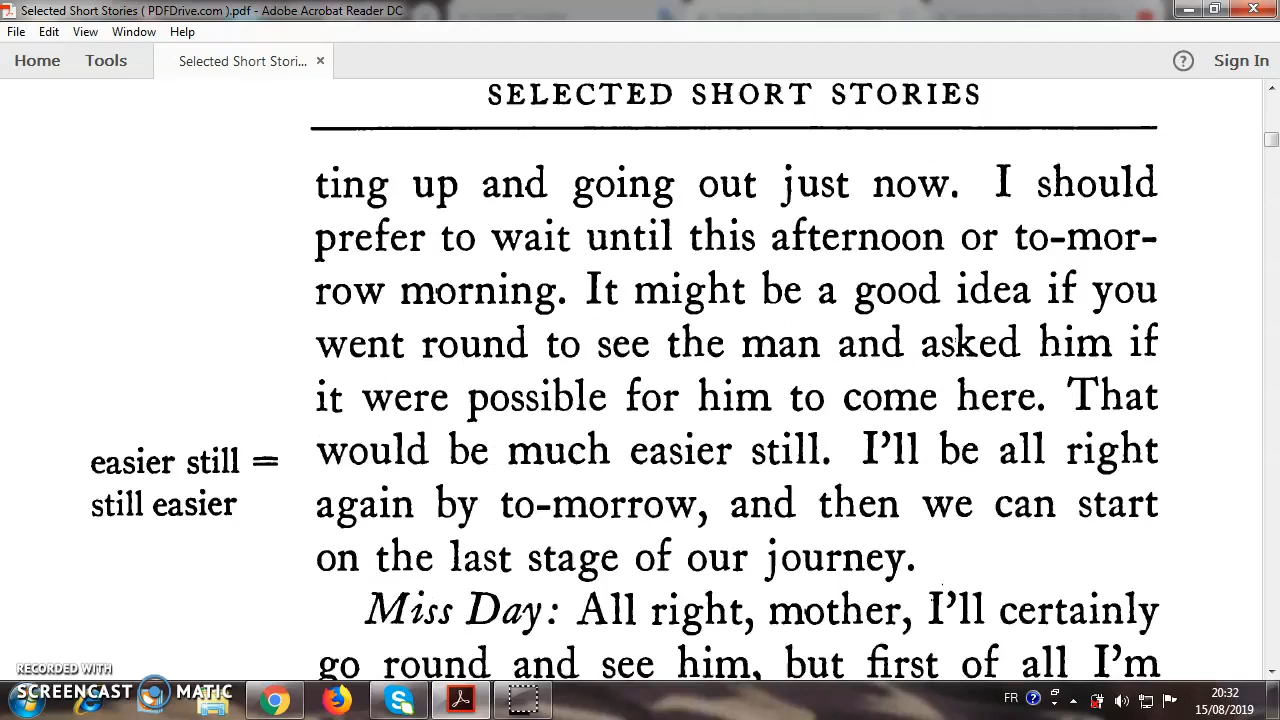 Selected Short Stories ( PDFDrive.com ).pdf - Adobe Acrobat Reader DC
File Edit View Window Help
Home Tools Selected Short Stori... × ? Sign In
SELECTED SHORT STORIES
ting up and going out just now. I should
prefer to wait until this afternoon or to-mor-
row morning. It might be a good idea if you
went round to see the man and asked him if
it were possible for him to come here. That
would be much easier still. I'll be all right
again by to-morrow, and then we can start
on the last stage of our journey.
easier still =
still easier
Miss Day: All right, mother, I'll certainly
go round and see him, but first of all I'm
RECORDED WITH
SCREENCAST MATIC
FR
20:32
15/08/2019